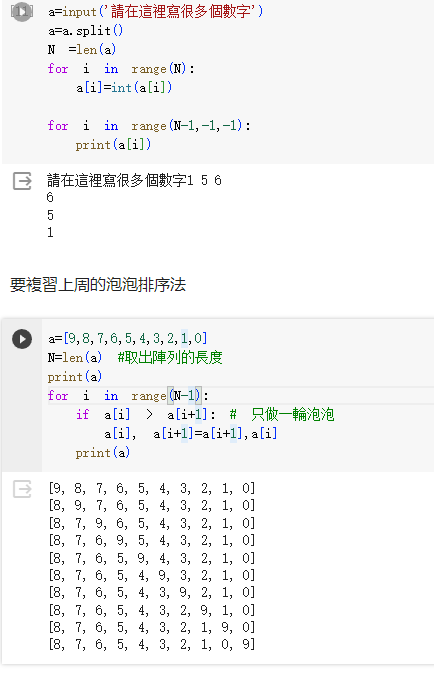 a=input('請在這裡寫很多個數字')
a=a.split()
N =len(a)
for i in range(N):
    a[i]=int(a[i])
for i in range(N-1,-1,-1):
    print(a[i])
請在這裡寫很多個數字1 5 6
6
5
1
要複習上周的泡泡排序法
a=[9,8,7,6,5,4,3,2,1,0]
N=len(a) #取出陣列的長度
print(a)
for i in range(N-1):
    if a[i] > a[i+1]: # 只做一輪泡泡
        a[i], a[i+1]=a[i+1],a[i]
    print(a)
[9, 8, 7, 6, 5, 4, 3, 2, 1, 0]
[8, 9, 7, 6, 5, 4, 3, 2, 1, 0]
[8, 7, 9, 6, 5, 4, 3, 2, 1, 0]
[8, 7, 6, 9, 5, 4, 3, 2, 1, 0]
[8, 7, 6, 5, 9, 4, 3, 2, 1, 0]
[8, 7, 6, 5, 4, 9, 3, 2, 1, 0]
[8, 7, 6, 5, 4, 3, 9, 2, 1, 0]
[8, 7, 6, 5, 4, 3, 2, 9, 1, 0]
[8, 7, 6, 5, 4, 3, 2, 1, 9, 0]
[8, 7, 6, 5, 4, 3, 2, 1, 0, 9]